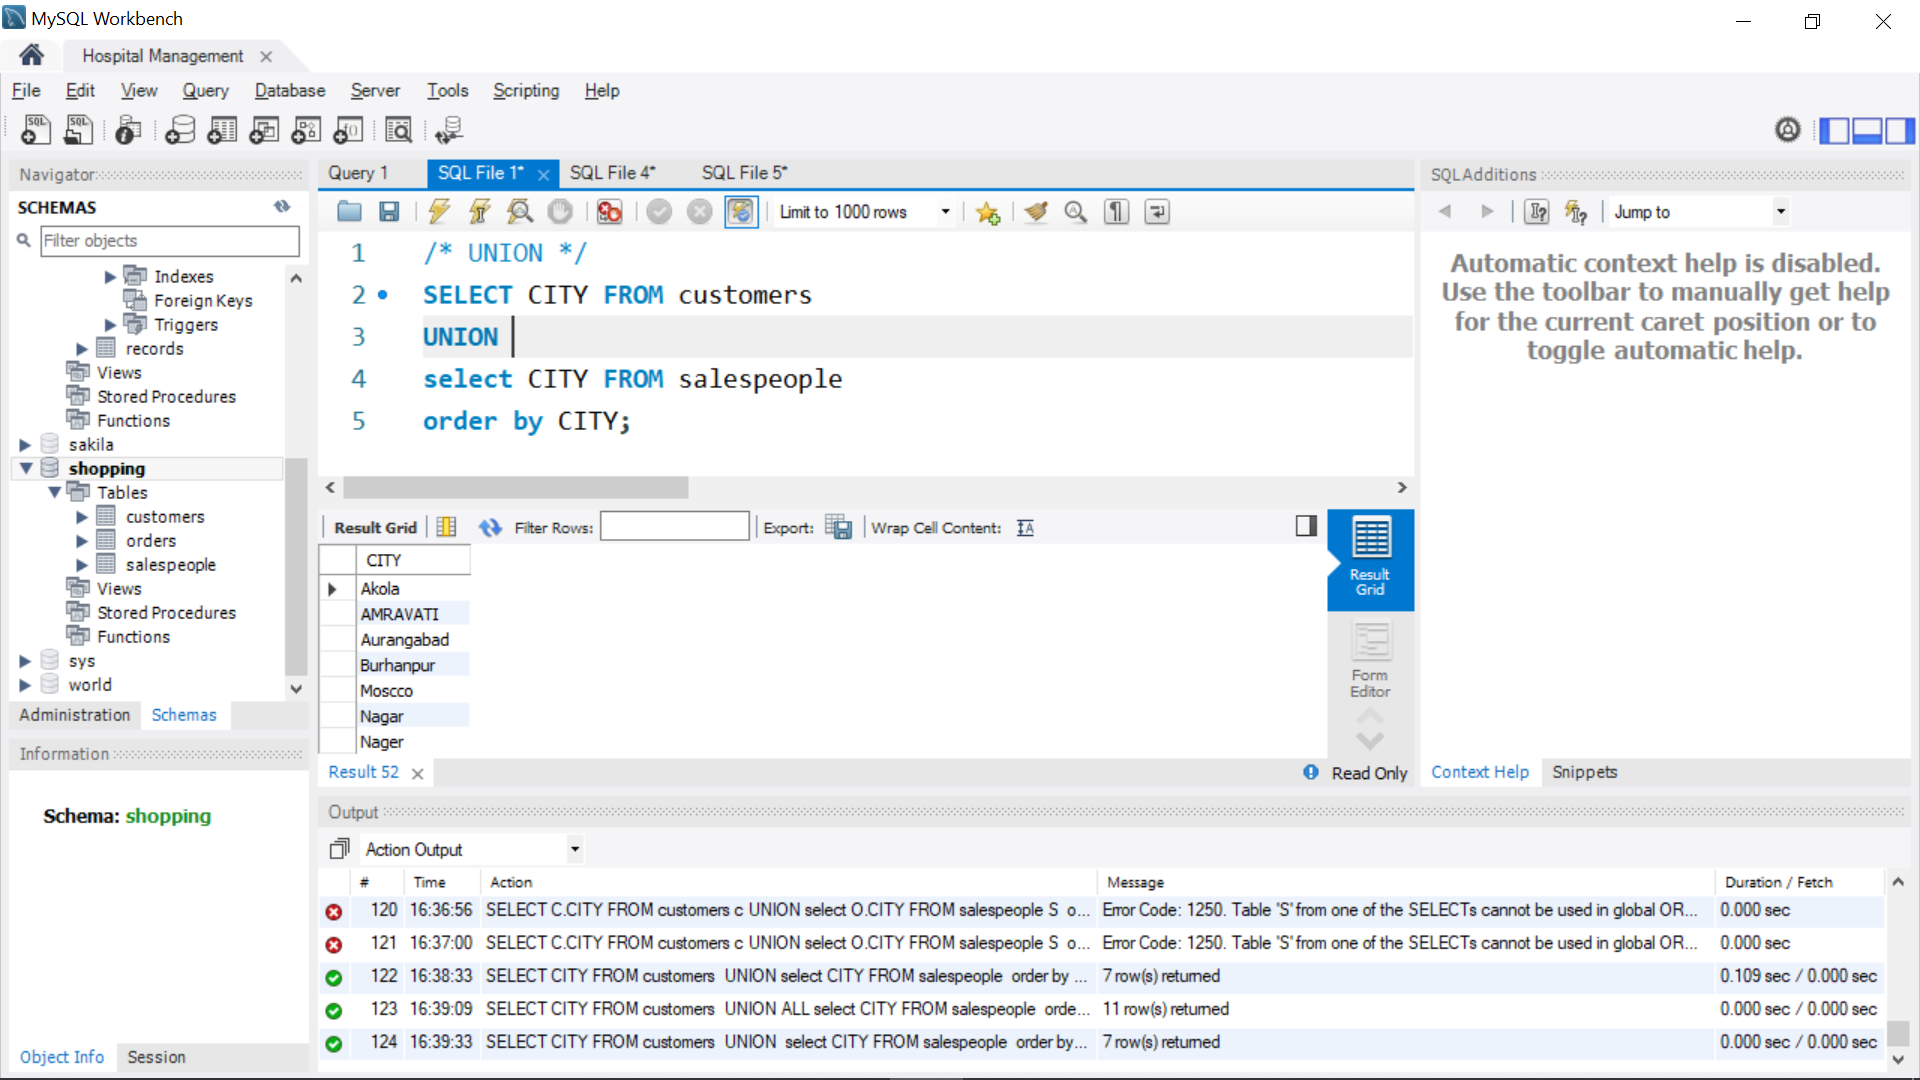 MySQL Workbench
Hospital Management
File Edit View Query Database Server Tools Scripting Help
Navigator
SCHEMAS
Filter objects
Indexes
Foreign Keys
Triggers
records
Views
Stored Procedures
Functions
sakila
shopping
Tables
customers
orders
salespeople
Views
Stored Procedures
Functions
sys
world
Administration Schemas
Information
Schema: shopping
Object Info Session
Query 1 SQL File 1* SQL File 4* SQL File 5*
Limit to 1000 rows
1 /* UNION */
2 SELECT CITY FROM customers
3 UNION
4 select CITY FROM salespeople
5 order by CITY;
Result Grid Filter Rows: Export: Wrap Cell Content:
CITY
Akola
AMRAVATI
Aurangabad
Burhanpur
Moscco
Nagar
Nager
Result Grid
Form Editor
Result 52 Read Only
SQLAdditions
Jump to
Automatic context help is disabled.
Use the toolbar to manually get help
for the current caret position or to
toggle automatic help.
Context Help Snippets
Output
Action Output
# Time Action Message Duration / Fetch
120 16:36:56 SELECT C.CITY FROM customers c UNION select O.CITY FROM salespeople S o... Error Code: 1250. Table 'S' from one of the SELECTs cannot be used in global OR... 0.000 sec
121 16:37:00 SELECT C.CITY FROM customers c UNION select O.CITY FROM salespeople S o... Error Code: 1250. Table 'S' from one of the SELECTs cannot be used in global OR... 0.000 sec
122 16:38:33 SELECT CITY FROM customers UNION select CITY FROM salespeople order by ... 7 row(s) returned 0.109 sec / 0.000 sec
123 16:39:09 SELECT CITY FROM customers UNION ALL select CITY FROM salespeople orde... 11 row(s) returned 0.000 sec / 0.000 sec
124 16:39:33 SELECT CITY FROM customers UNION select CITY FROM salespeople order by... 7 row(s) returned 0.000 sec / 0.000 sec